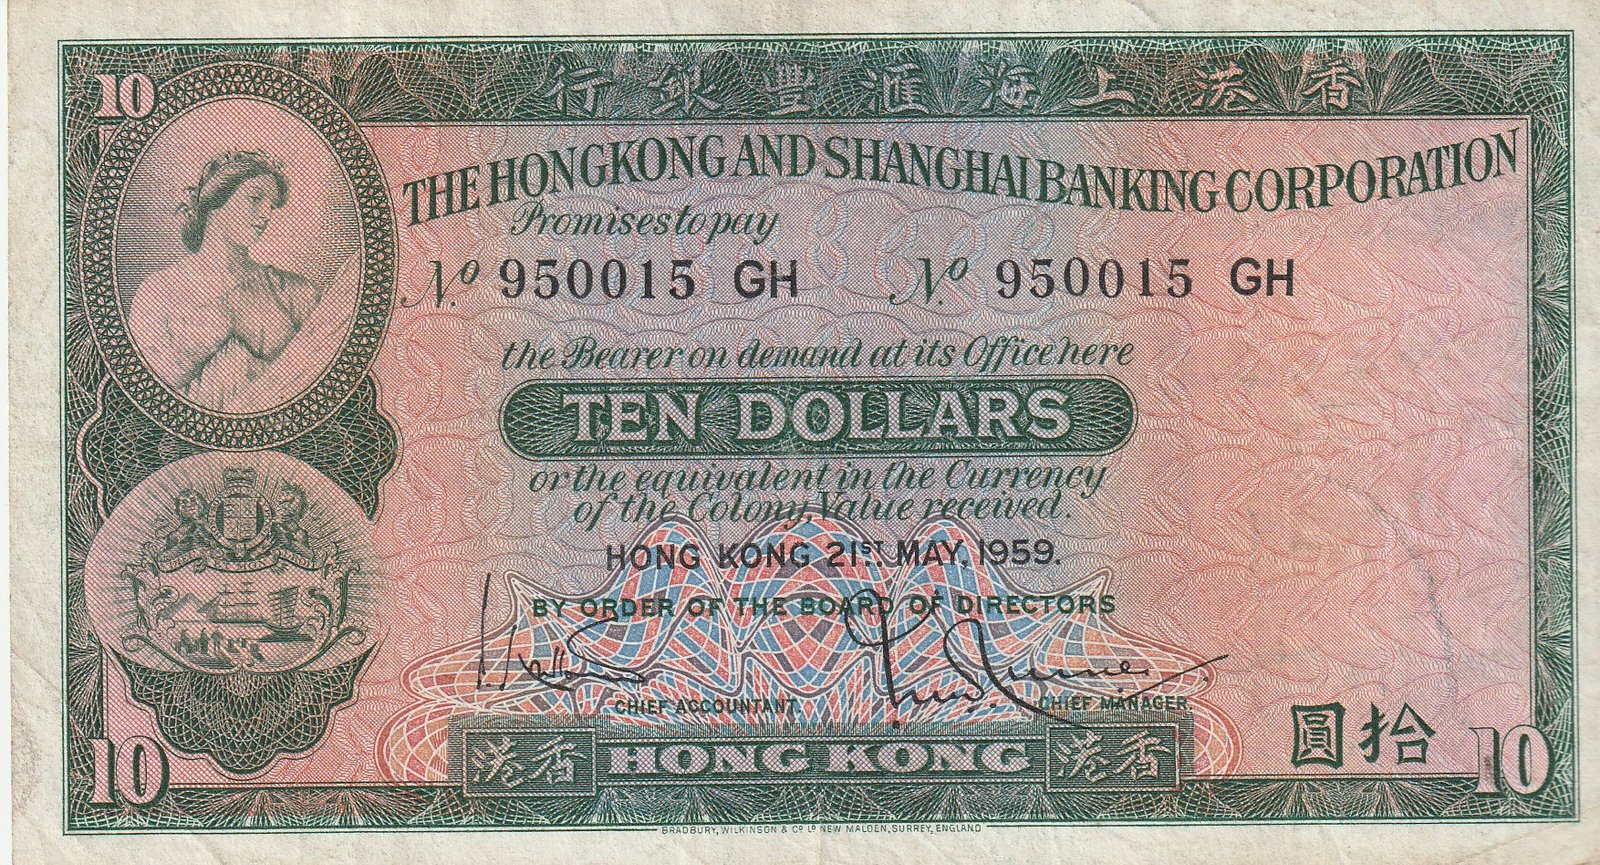 10
行銀豐滙海上港香
THE HONGKONG AND SHANGHAI BANKING CORPORATION
Promises to pay
No. 950015 GH No. 950015 GH
the Bearer on demand at its Office here
TEN DOLLARS
or the equivalent in the Currency
of the Colony, Value received.
HONG KONG 21ST. MAY, 1959.
BY ORDER OF THE BOARD OF DIRECTORS
CHIEF ACCOUNTANT. CHIEF MANAGER.
圓拾
10 港香 HONG KONG 港香 10
BRADBURY, WILKINSON & Co. Ld. NEW MALDEN, SURREY, ENGLAND